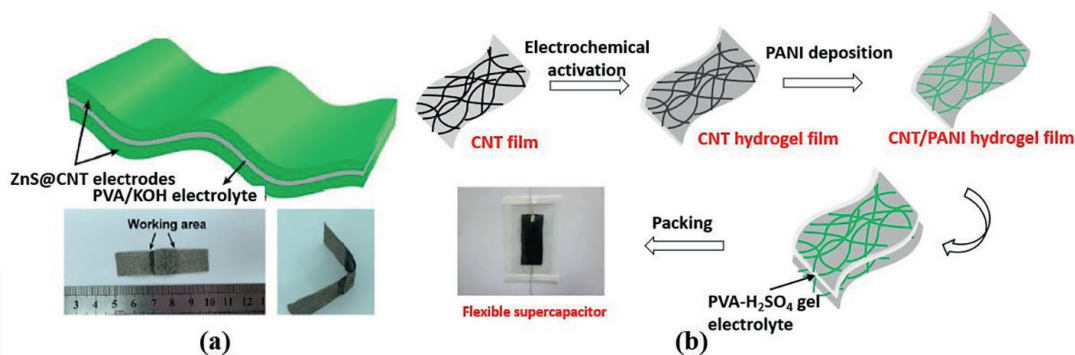 ZnS@CNT electrodes
PVA/KOH electrolyte
Working area
3 4 5 6 7 8 9 10 11 12
(a)
Electrochemical
activation
PANI deposition
CNT film
CNT hydrogel film
CNT/PANI hydrogel film
Packing
Flexible supercapacitor
PVA-H₂SO₄ gel
electrolyte
(b)